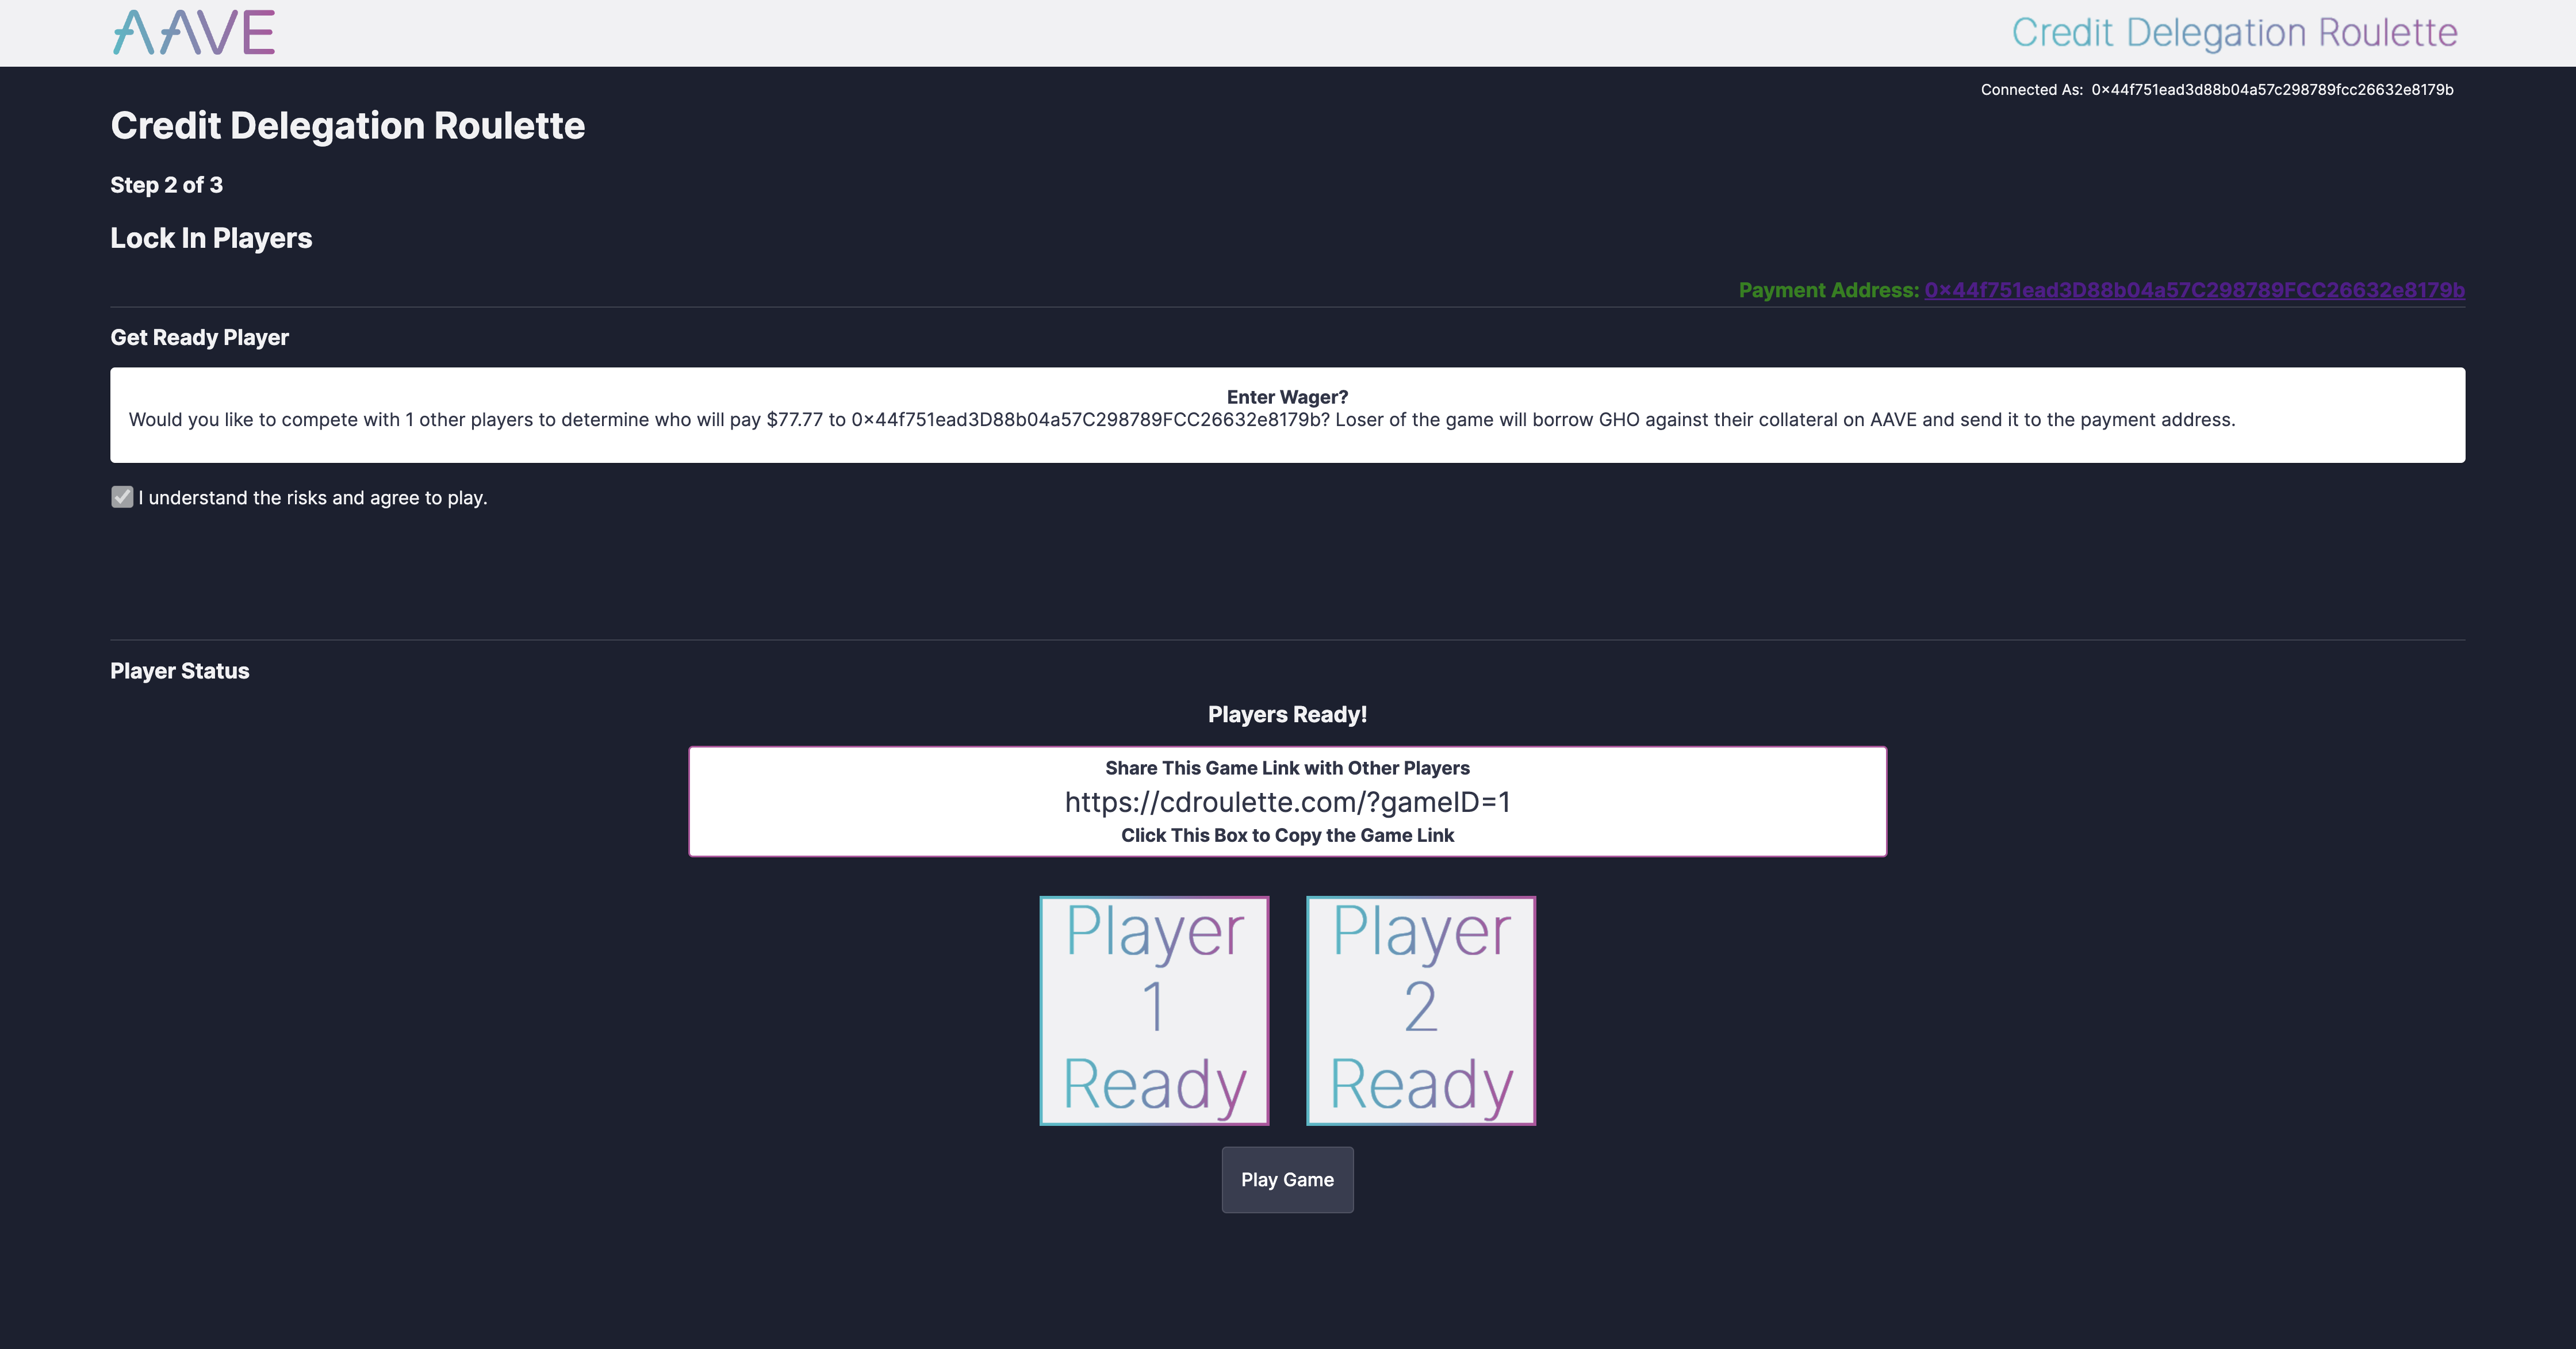 AAVE
Credit Delegation Roulette
Connected As: 0x44f751ead3d88b04a57c298789fcc26632e8179b
Credit Delegation Roulette
Step 2 of 3
Lock In Players
Payment Address: 0x44f751ead3D88b04a57C298789FCC26632e8179b
Get Ready Player
Enter Wager?
Would you like to compete with 1 other players to determine who will pay $77.77 to 0x44f751ead3D88b04a57C298789FCC26632e8179b? Loser of the game will borrow GHO against their collateral on AAVE and send it to the payment address.
I understand the risks and agree to play.
Player Status
Players Ready!
Share This Game Link with Other Players
https://cdroulette.com/?gameID=1
Click This Box to Copy the Game Link
Player
1
Ready
Player
2
Ready
Play Game